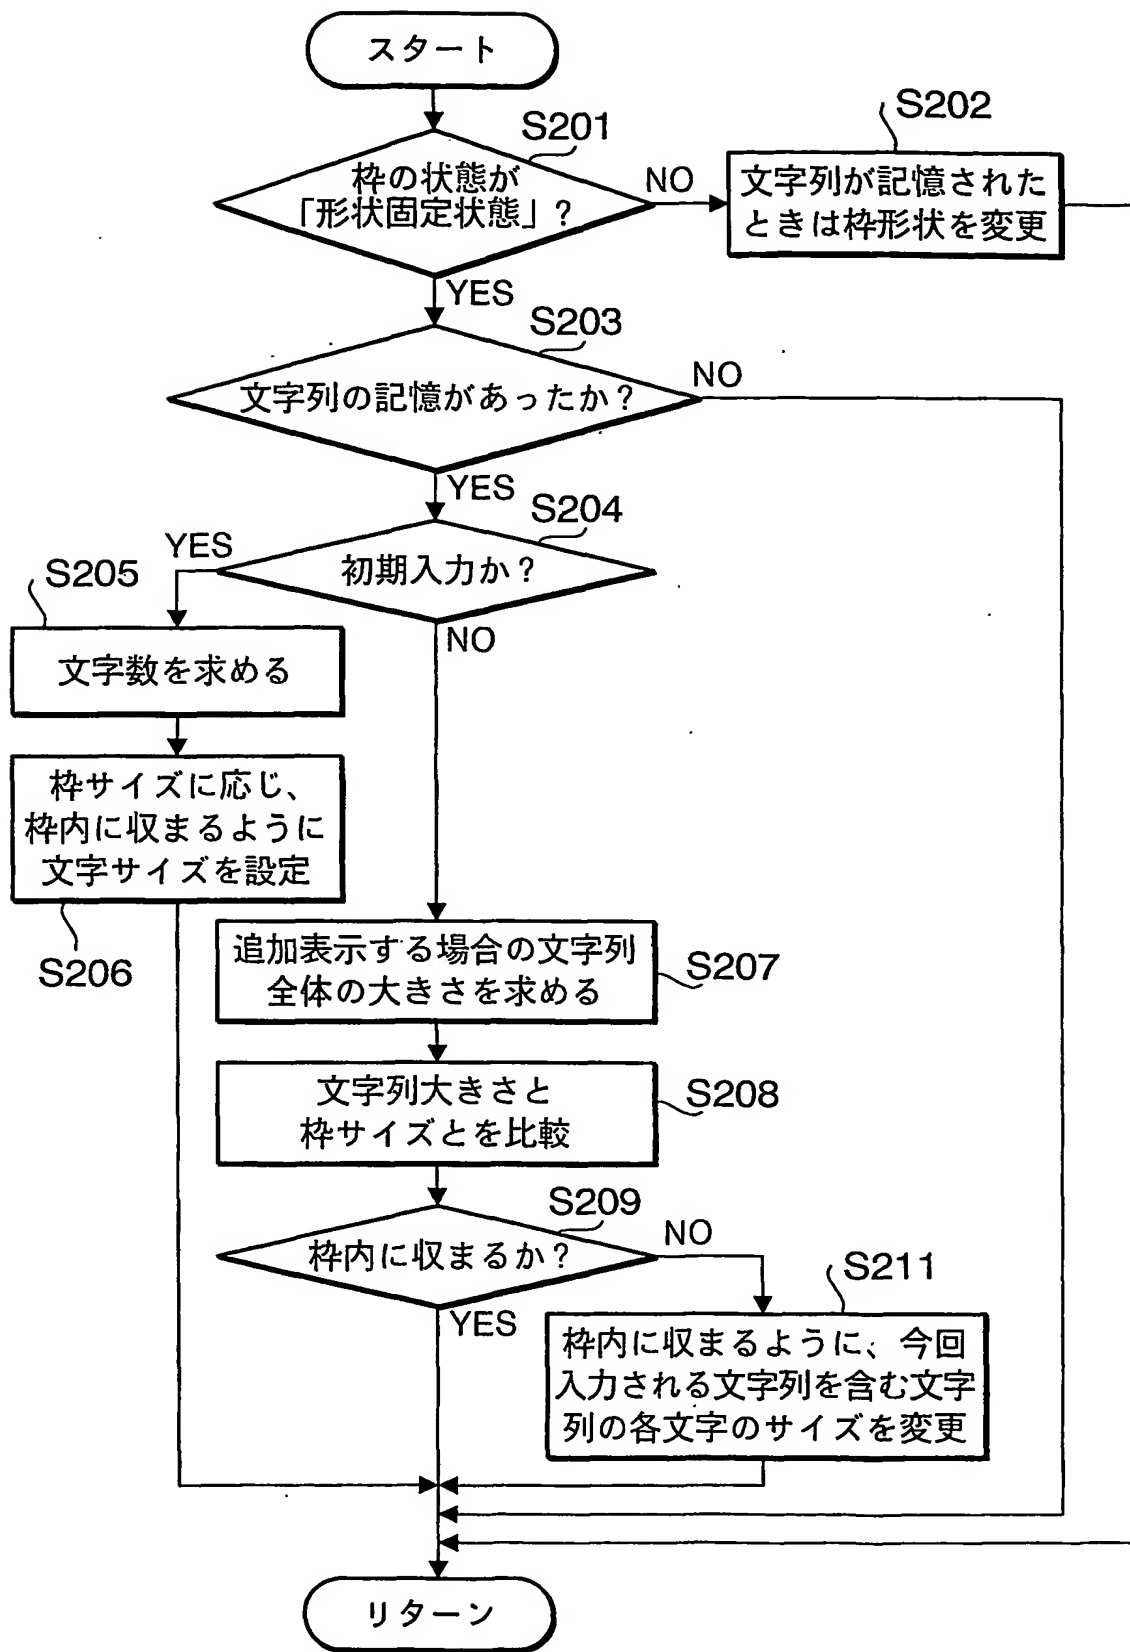 スタート
S201
枠の状態が
「形状固定状態」?
NO
S202
文字列が記憶された
ときは枠形状を変更
YES
S203
文字列の記憶があったか?
NO
YES
S204
初期入力か?
YES
NO
S205
文字数を求める
枠サイズに応じ、
枠内に収まるように
文字サイズを設定
S206
追加表示する場合の文字列
全体の大きさを求める
S207
文字列大きさと
枠サイズとを比較
S208
S209
枠内に収まるか?
NO
YES
S211
枠内に収まるように、今回
入力される文字列を含む文字
列の各文字のサイズを変更
リターン